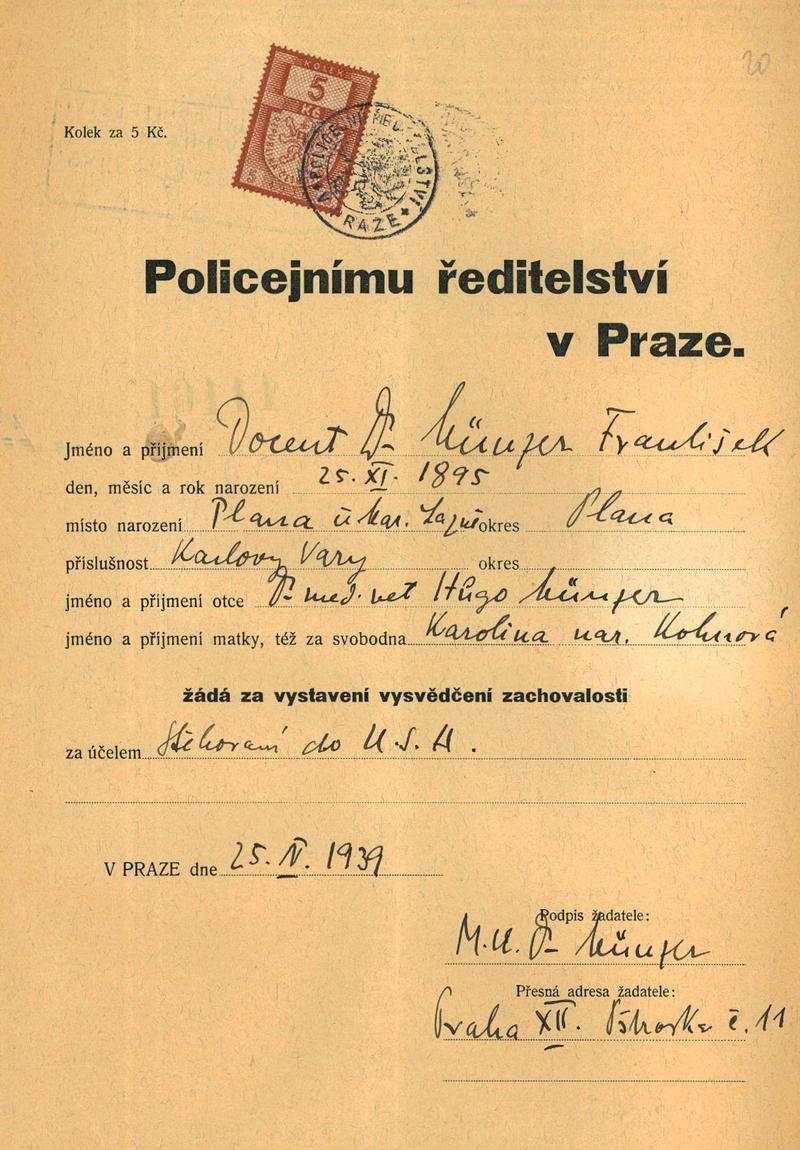 20
Kolek za 5 Kč.
KOLEK
5
Kč
PRAZE
Policejnímu ředitelství
v Praze.
Jméno a příjmení Docent Dr Münzer František
den, měsíc a rok narození 25. XI. 1895
místo narození Plana u Mar. Lázní okres Plana
příslušnost Karlovy Vary okres
jméno a příjmení otce Dr med. vet Hugo Münzer
jméno a příjmení matky, též za svobodna Karolina nar. Kohnová
žádá za vystavení vysvědčení zachovalosti
za účelem stěhovaní do U.S.A.
V PRAZE dne 25. IV. 1939
Podpis žadatele:
M.U.Dr Münzer
Přesná adresa žadatele:
Praha XII. č. 11